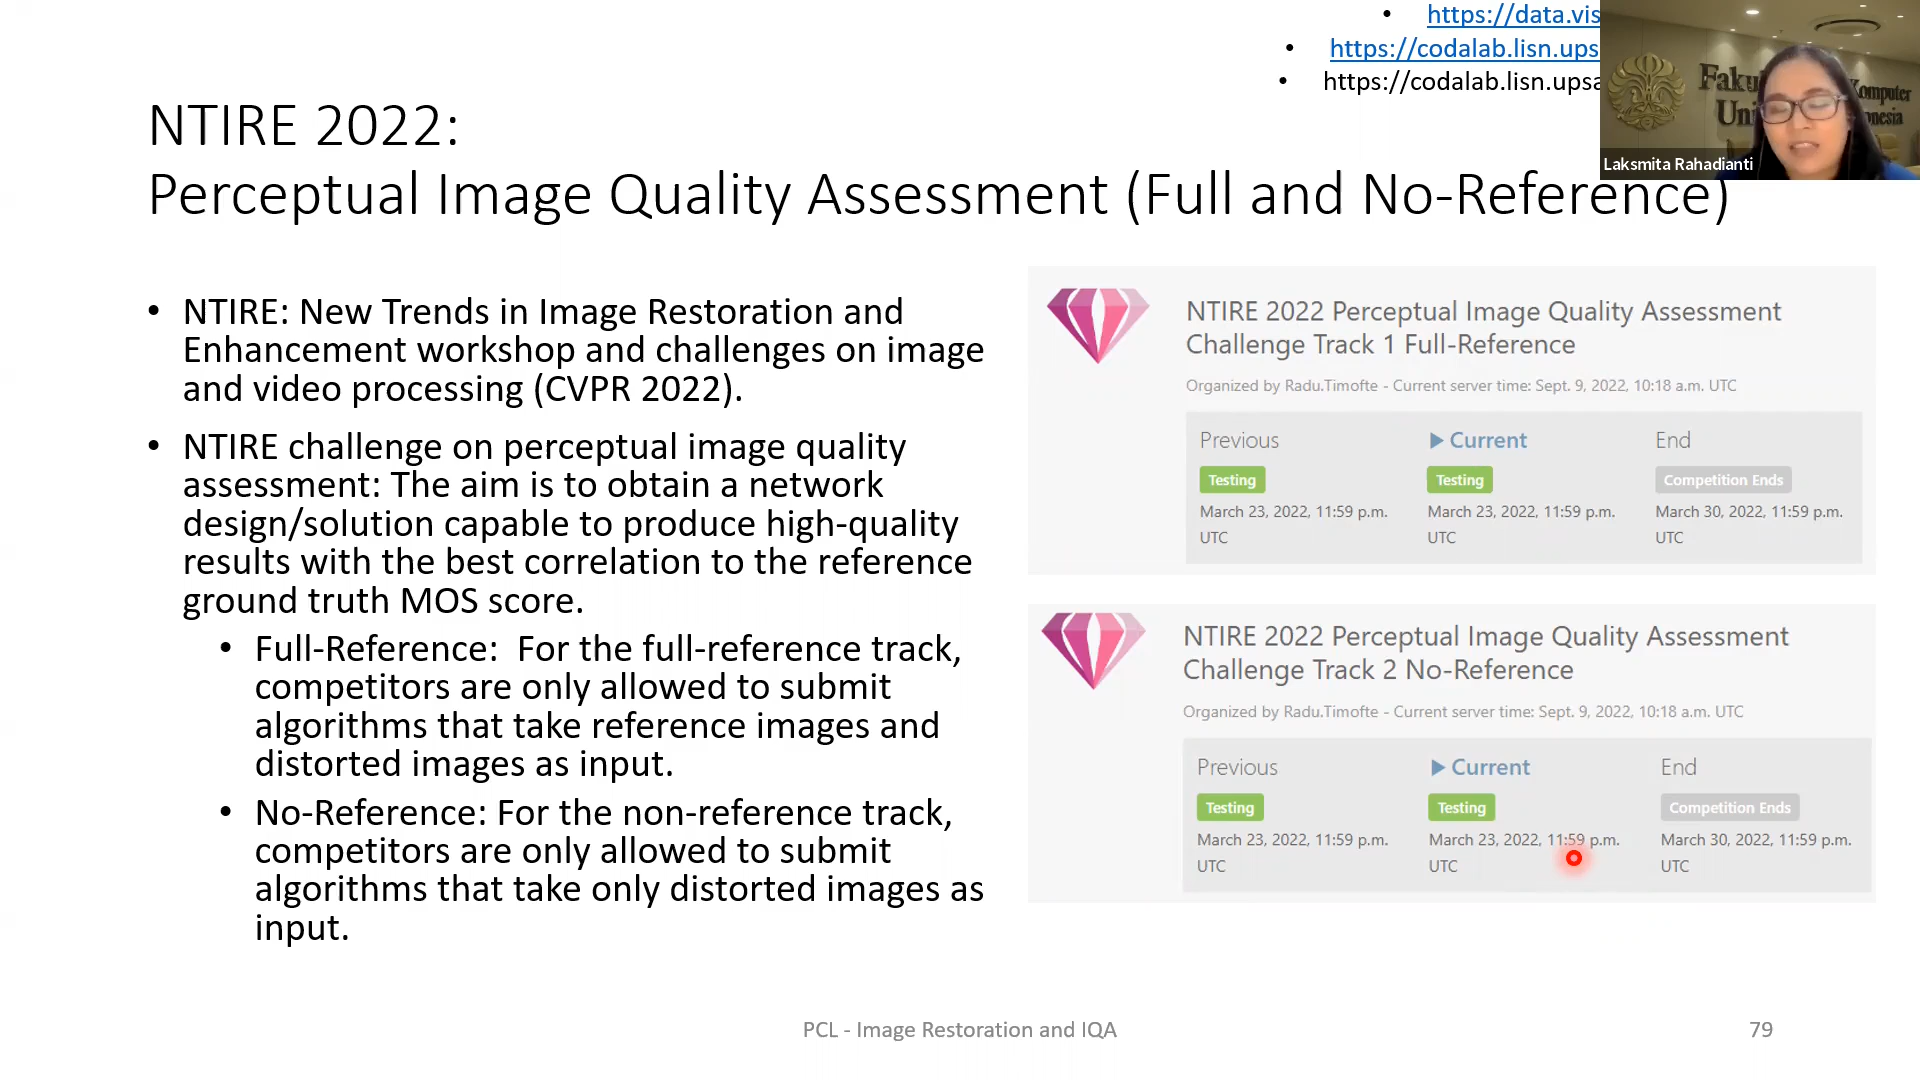 https://data.vis
https://codalab.lisn.ups
https://codalab.lisn.upsa
Laksmita Rahadianti
NTIRE 2022:
Perceptual Image Quality Assessment (Full and No-Reference)
• NTIRE: New Trends in Image Restoration and
Enhancement workshop and challenges on image
and video processing (CVPR 2022).
• NTIRE challenge on perceptual image quality
assessment: The aim is to obtain a network
design/solution capable to produce high-quality
results with the best correlation to the reference
ground truth MOS score.
• Full-Reference:  For the full-reference track,
competitors are only allowed to submit
algorithms that take reference images and
distorted images as input.
• No-Reference: For the non-reference track,
competitors are only allowed to submit
algorithms that take only distorted images as
input.
NTIRE 2022 Perceptual Image Quality Assessment
Challenge Track 1 Full-Reference
Organized by Radu.Timofte - Current server time: Sept. 9, 2022, 10:18 a.m. UTC
Previous
Testing
March 23, 2022, 11:59 p.m.
UTC
Current
Testing
March 23, 2022, 11:59 p.m.
UTC
End
Competition Ends
March 30, 2022, 11:59 p.m.
UTC
NTIRE 2022 Perceptual Image Quality Assessment
Challenge Track 2 No-Reference
Organized by Radu.Timofte - Current server time: Sept. 9, 2022, 10:18 a.m. UTC
Previous
Testing
March 23, 2022, 11:59 p.m.
UTC
Current
Testing
March 23, 2022, 11:59 p.m.
UTC
End
Competition Ends
March 30, 2022, 11:59 p.m.
UTC
PCL - Image Restoration and IQA
79